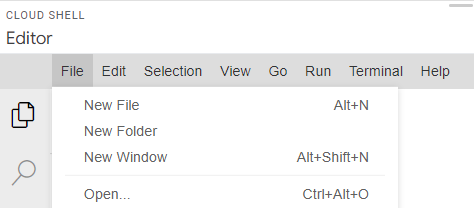 CLOUD SHELL
Editor
File Edit Selection View Go Run Terminal Help
New File Alt+N
New Folder
New Window Alt+Shift+N
Open... Ctrl+Alt+O